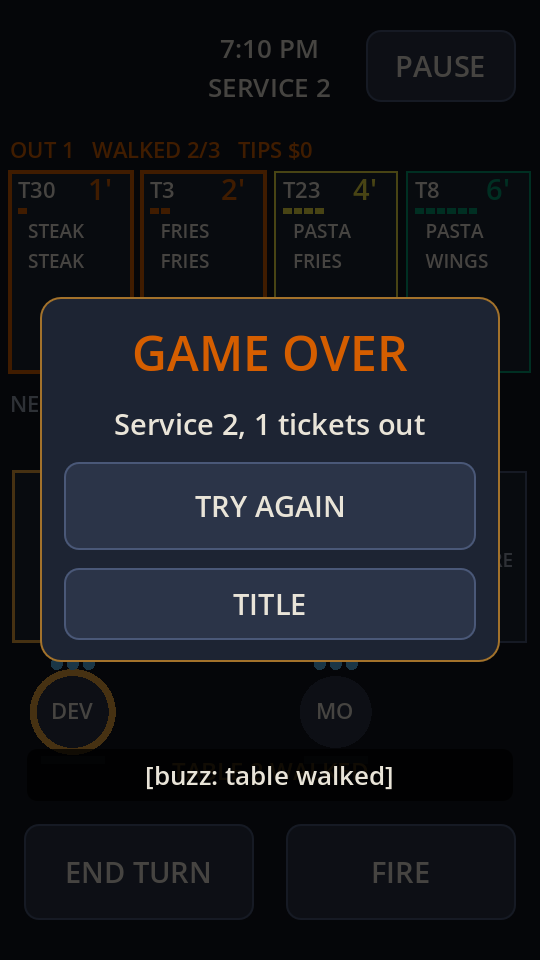 7:10 PM
SERVICE 2
PAUSE
OUT 1 WALKED 2/3 TIPS $0
T30 1'
STEAK
STEAK
T3 2'
FRIES
FRIES
T23 4'
PASTA
FRIES
T8 6'
PASTA
WINGS
GAME OVER
Service 2, 1 tickets out
TRY AGAIN
TITLE
DEV
MO
[buzz: table walked]
END TURN
FIRE